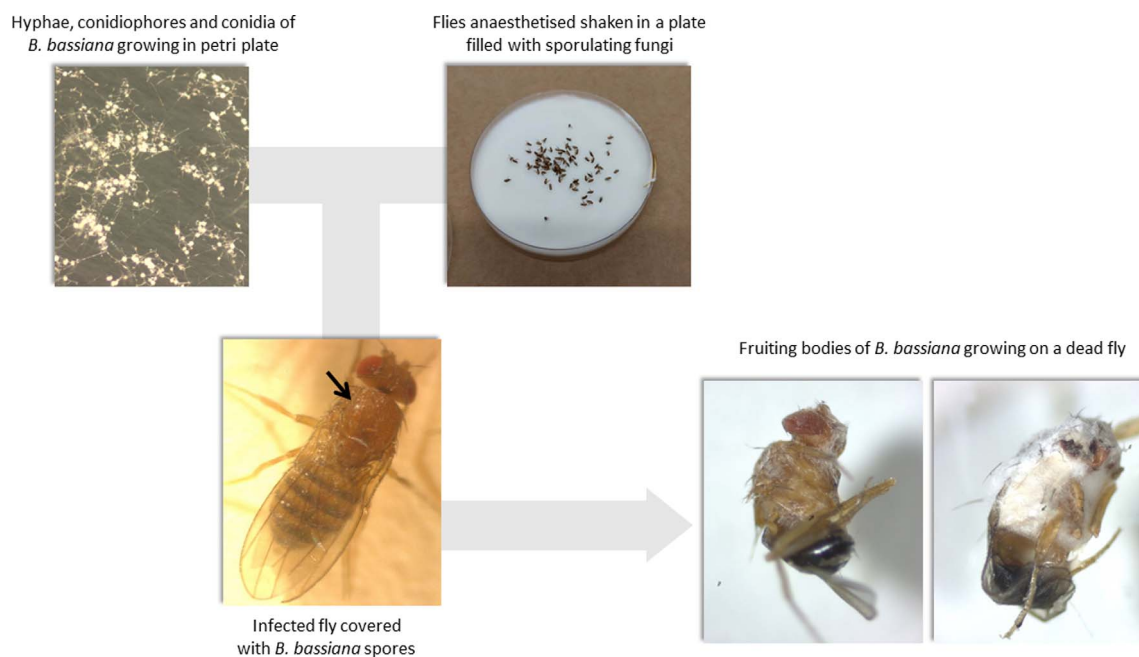 Hyphae, conidiophores and conidia of
B. bassiana growing in petri plate
Flies anaesthetised shaken in a plate
filled with sporulating fungi
Fruiting bodies of B. bassiana growing on a dead fly
Infected fly covered
with B. bassiana spores